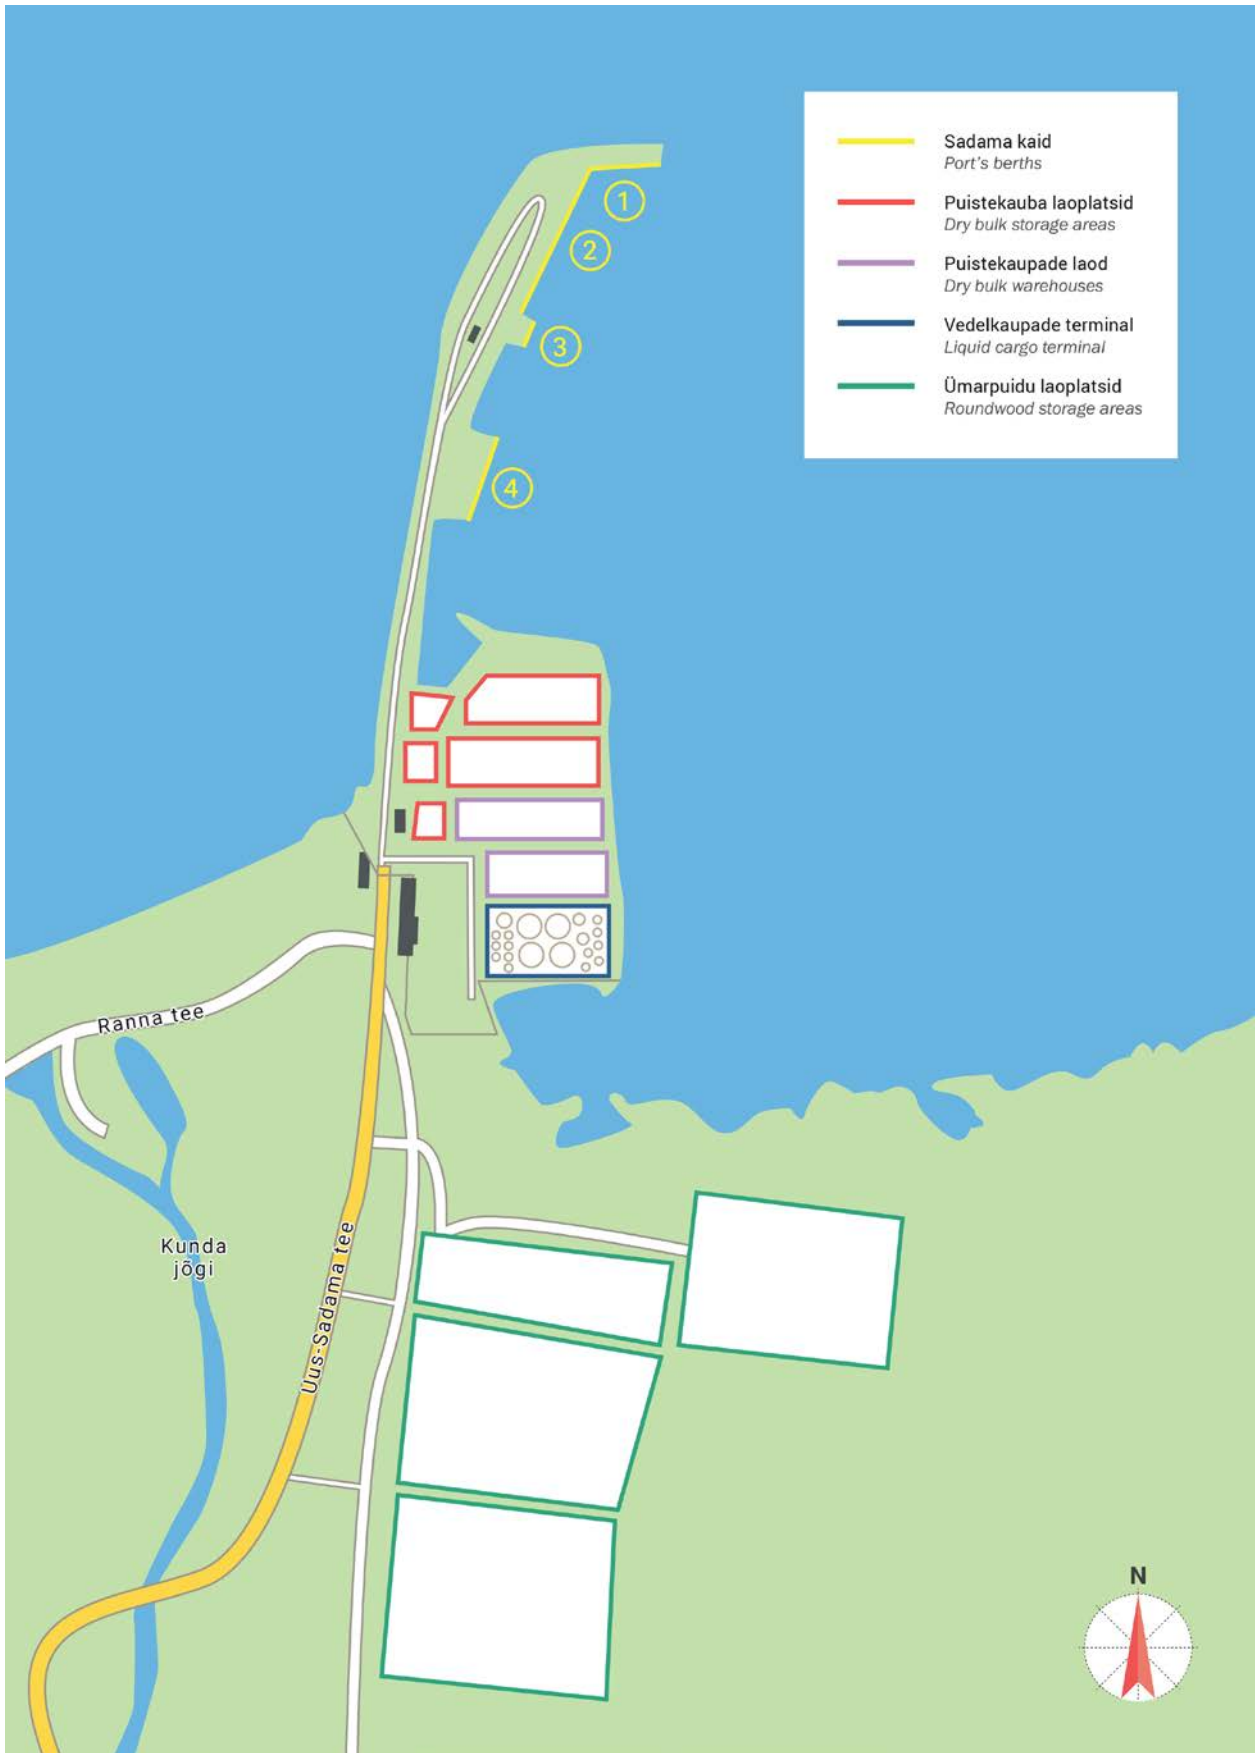 Sadama kaid
Port's berths
Puistekauba laoplatsid
Dry bulk storage areas
Puistekaupade laod
Dry bulk warehouses
Vedelkaupade terminal
Liquid cargo terminal
Ümarpuidu laoplatsid
Roundwood storage areas
1
2
3
4
Ranna tee
Kunda
jõgi
Uus-Sadama tee
N